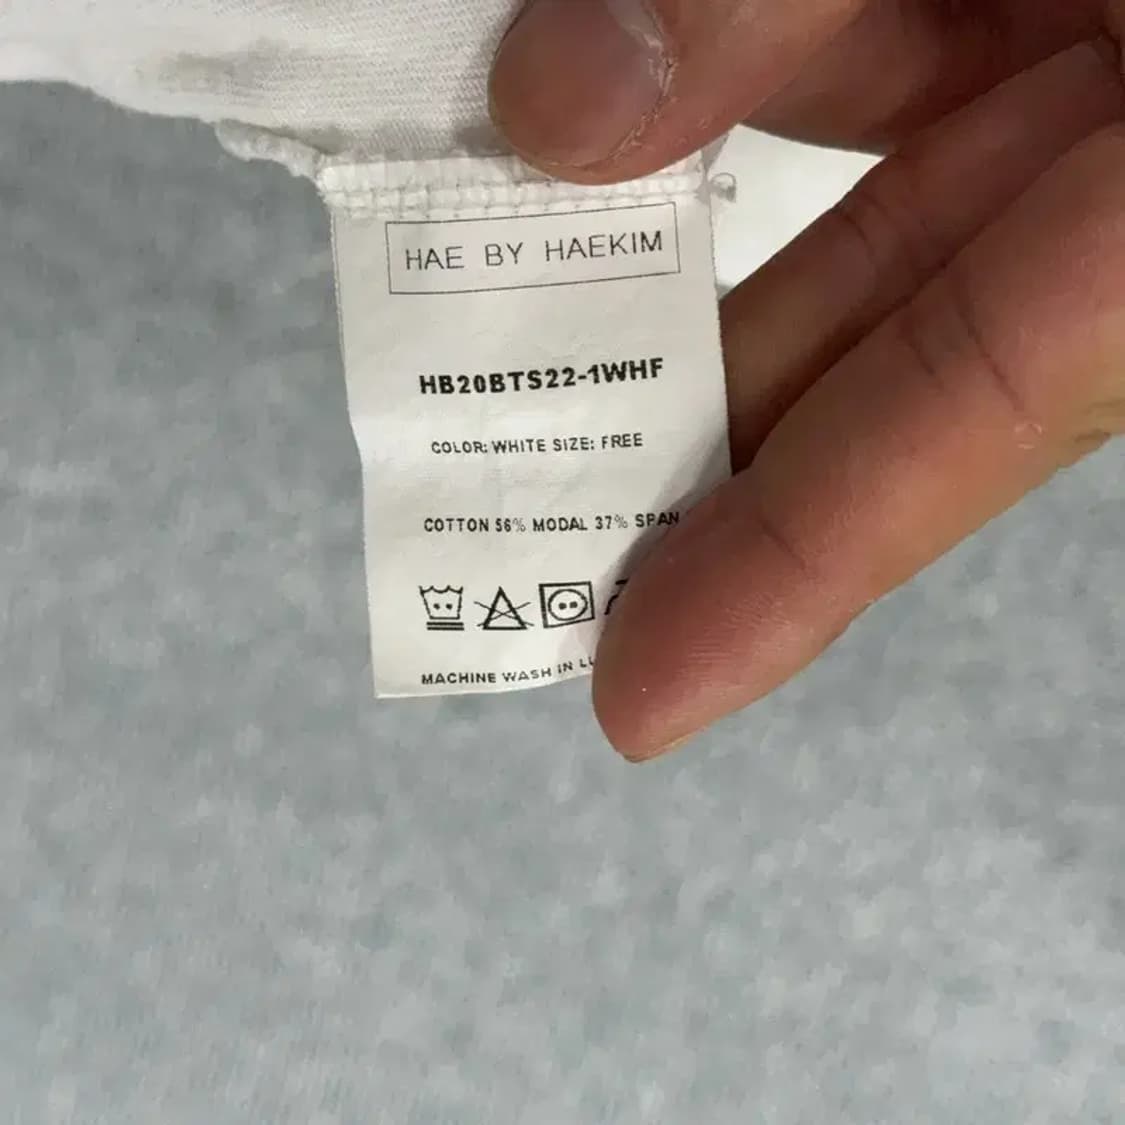 HAE BY HAEKIM
HB20BTS22-1WHF
COLOR: WHITE SIZE: FREE
COTTON 56% MODAL 37% SPAN
MACHINE WASH IN